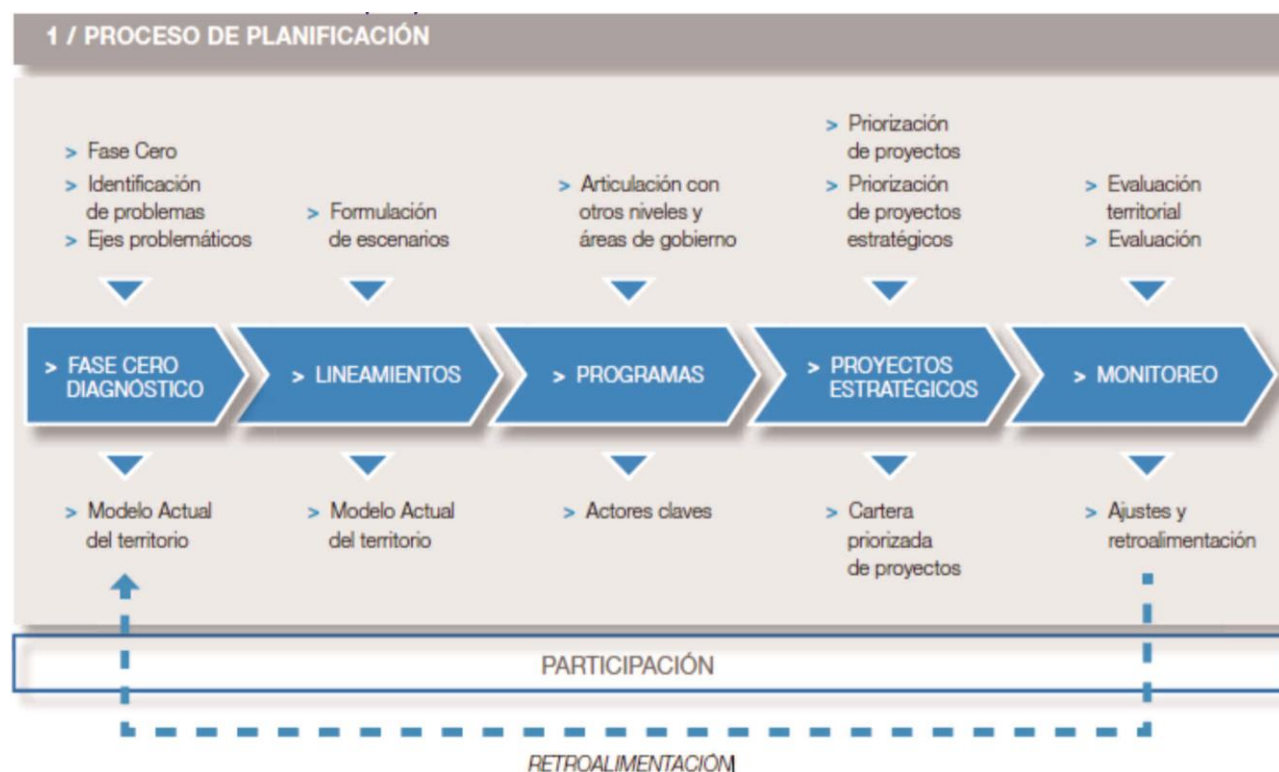 1 / PROCESO DE PLANIFICACIÓN
> Fase Cero
> Identificación
de problemas
> Ejes problemáticos
> Formulación
de escenarios
> Articulación con
otros niveles y
áreas de gobierno
> Priorización
de proyectos
> Priorización
de proyectos
estratégicos
> Evaluación
territorial
> Evaluación
> FASE CERO
DIAGNÓSTICO
> LINEAMIENTOS
> PROGRAMAS
> PROYECTOS
ESTRATÉGICOS
> MONITOREO
> Modelo Actual
del territorio
> Modelo Actual
del territorio
> Actores claves
> Cartera
priorizada
de proyectos
> Ajustes y
retroalimentación
PARTICIPACIÓN
RETROALIMENTACIÓN